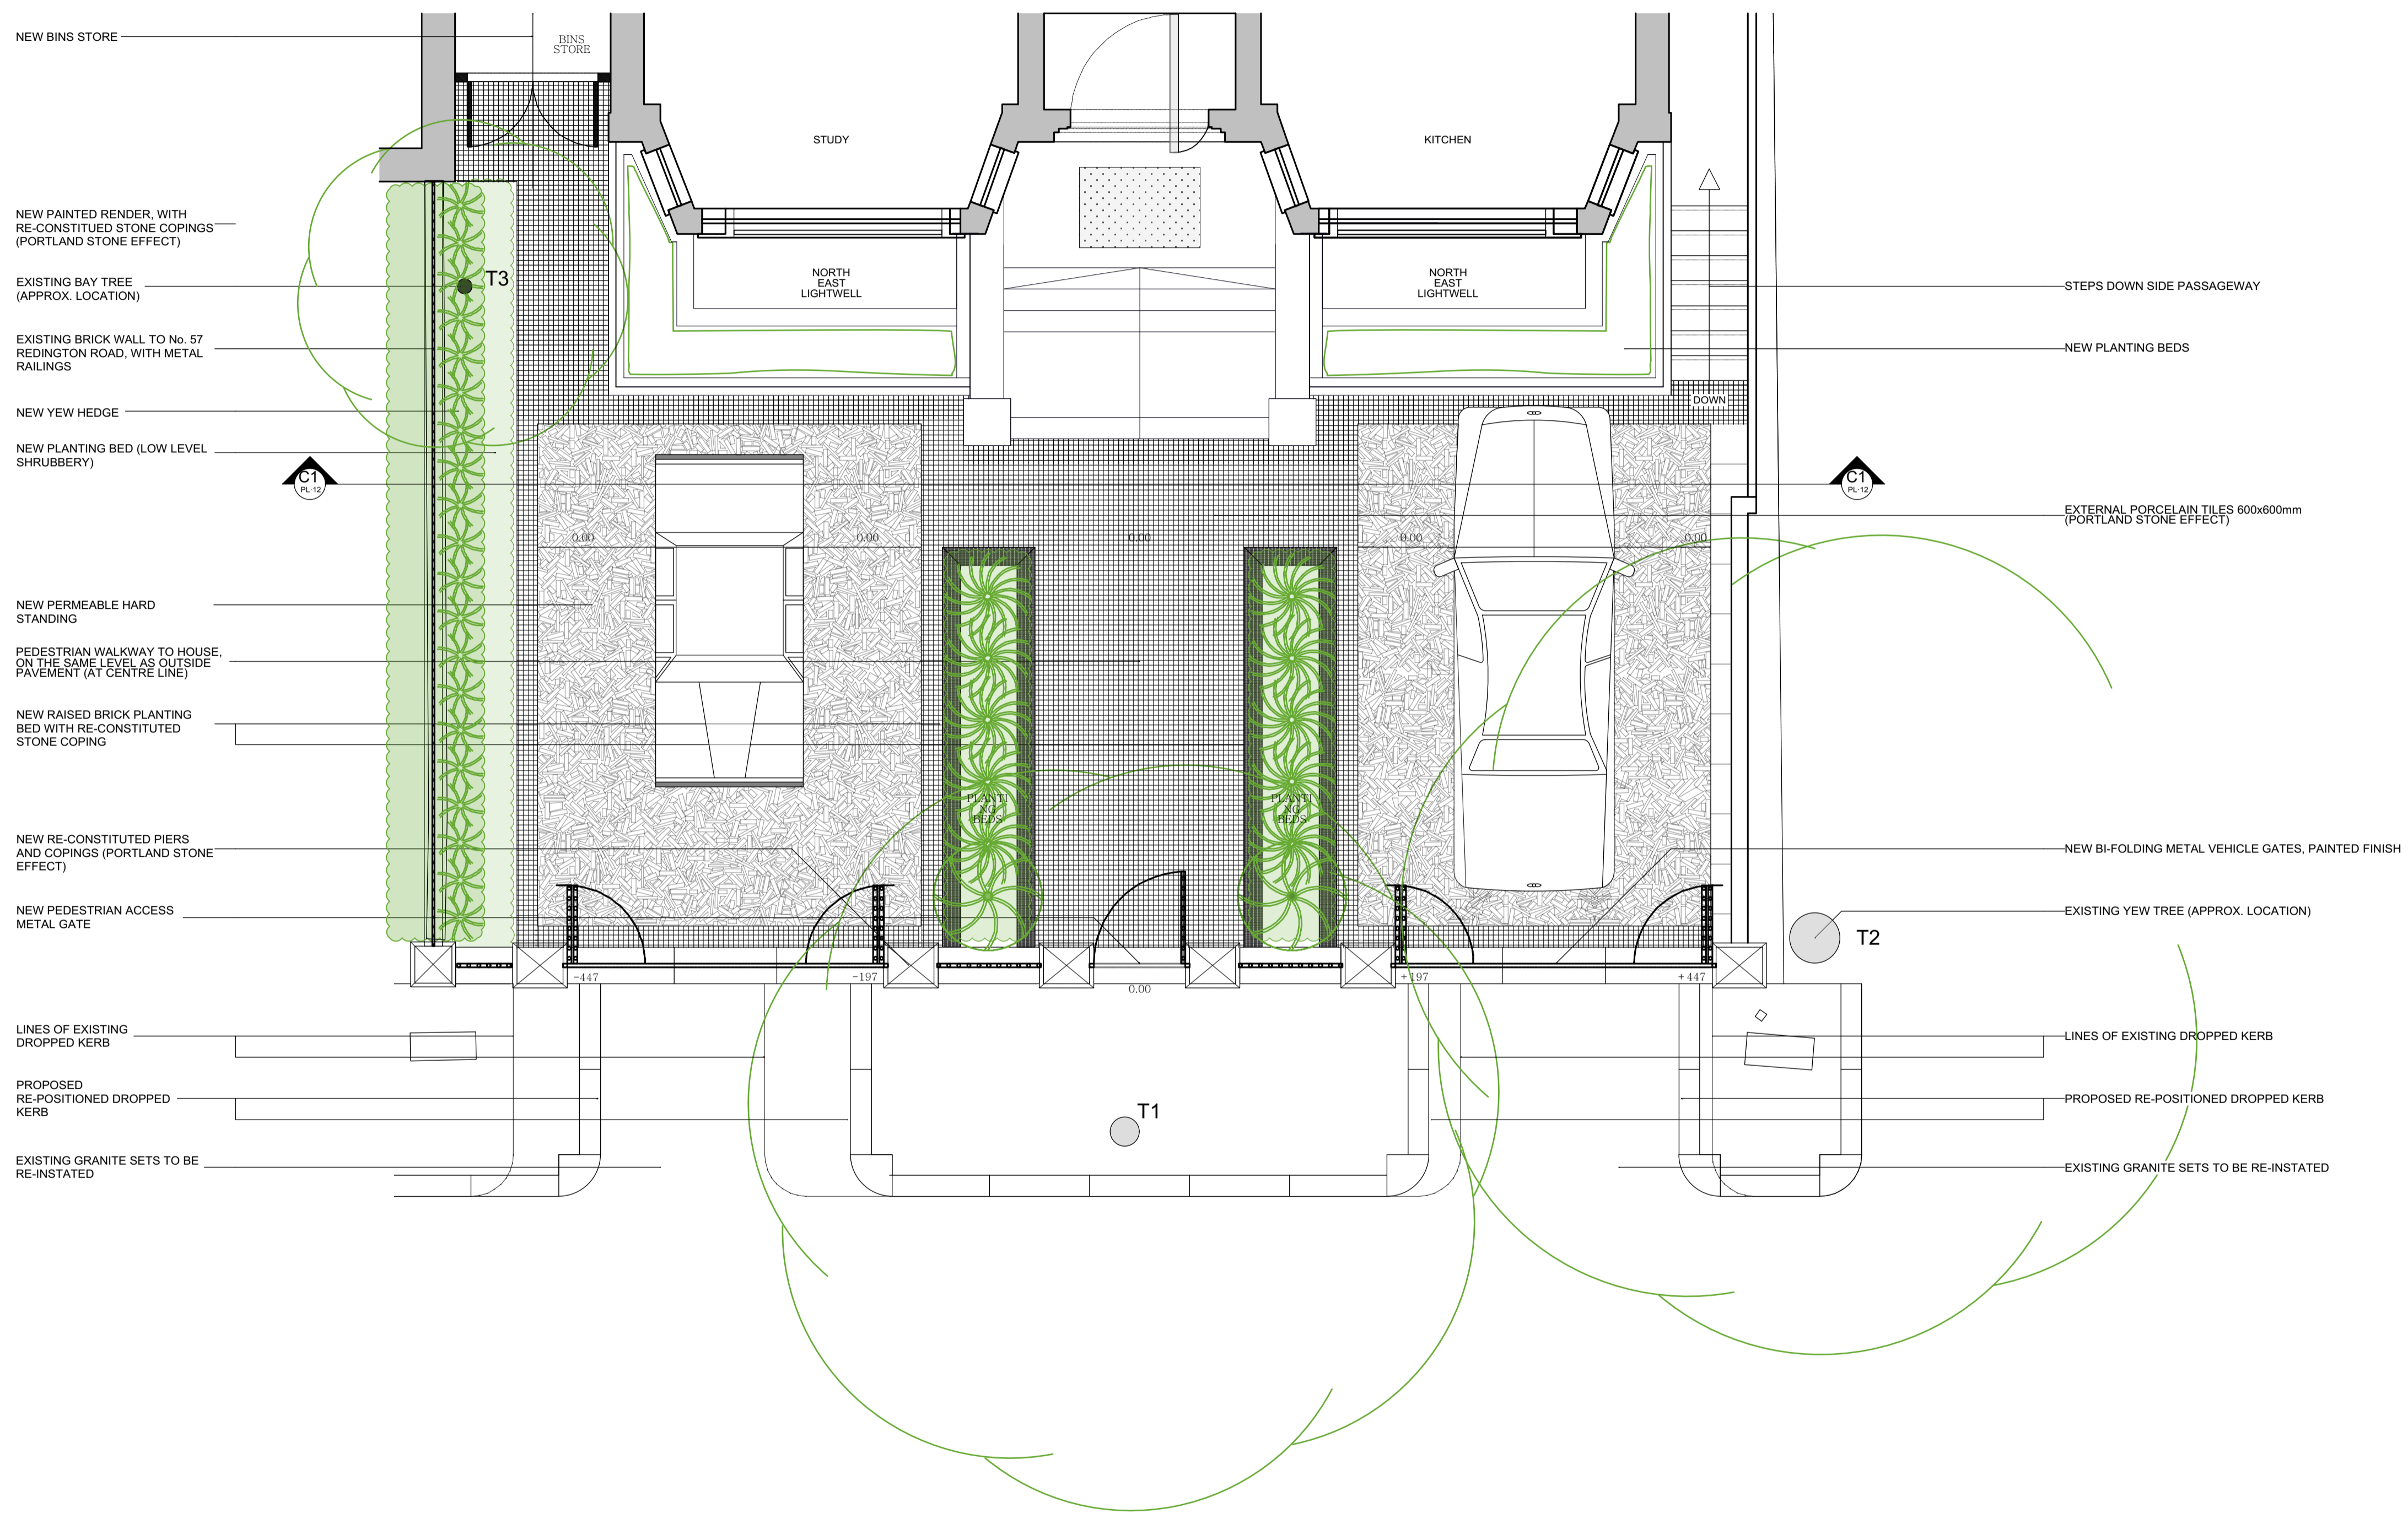 NEW BINS STORE
BINS
STORE
STUDY
KITCHEN
NEW PAINTED RENDER, WITH
RE-CONSTITUED STONE COPINGS
(PORTLAND STONE EFFECT)
EXISTING BAY TREE
(APPROX. LOCATION)
T3
NORTH
EAST
LIGHTWELL
NORTH
EAST
LIGHTWELL
STEPS DOWN SIDE PASSAGEWAY
EXISTING BRICK WALL TO No. 57
REDINGTON ROAD, WITH METAL
RAILINGS
NEW PLANTING BEDS
NEW YEW HEDGE
DOWN
NEW PLANTING BED (LOW LEVEL
SHRUBBERY)
C1
PL-12
C1
PL-12
EXTERNAL PORCELAIN TILES 600x600mm
(PORTLAND STONE EFFECT)
0.00
0.00
0.00
0.00
0.00
NEW PERMEABLE HARD
STANDING
PEDESTRIAN WALKWAY TO HOUSE,
ON THE SAME LEVEL AS OUTSIDE
PAVEMENT (AT CENTRE LINE)
NEW RAISED BRICK PLANTING
BED WITH RE-CONSTITUTED
STONE COPING
PLANTI
NG
BEDS
PLANTI
NG
BEDS
NEW RE-CONSTITUTED PIERS
AND COPINGS (PORTLAND STONE
EFFECT)
NEW BI-FOLDING METAL VEHICLE GATES, PAINTED FINISH
NEW PEDESTRIAN ACCESS
METAL GATE
EXISTING YEW TREE (APPROX. LOCATION)
T2
-447
-197
0.00
+197
+447
LINES OF EXISTING
DROPPED KERB
LINES OF EXISTING DROPPED KERB
PROPOSED
RE-POSITIONED DROPPED
KERB
T1
PROPOSED RE-POSITIONED DROPPED KERB
EXISTING GRANITE SETS TO BE
RE-INSTATED
EXISTING GRANITE SETS TO BE RE-INSTATED